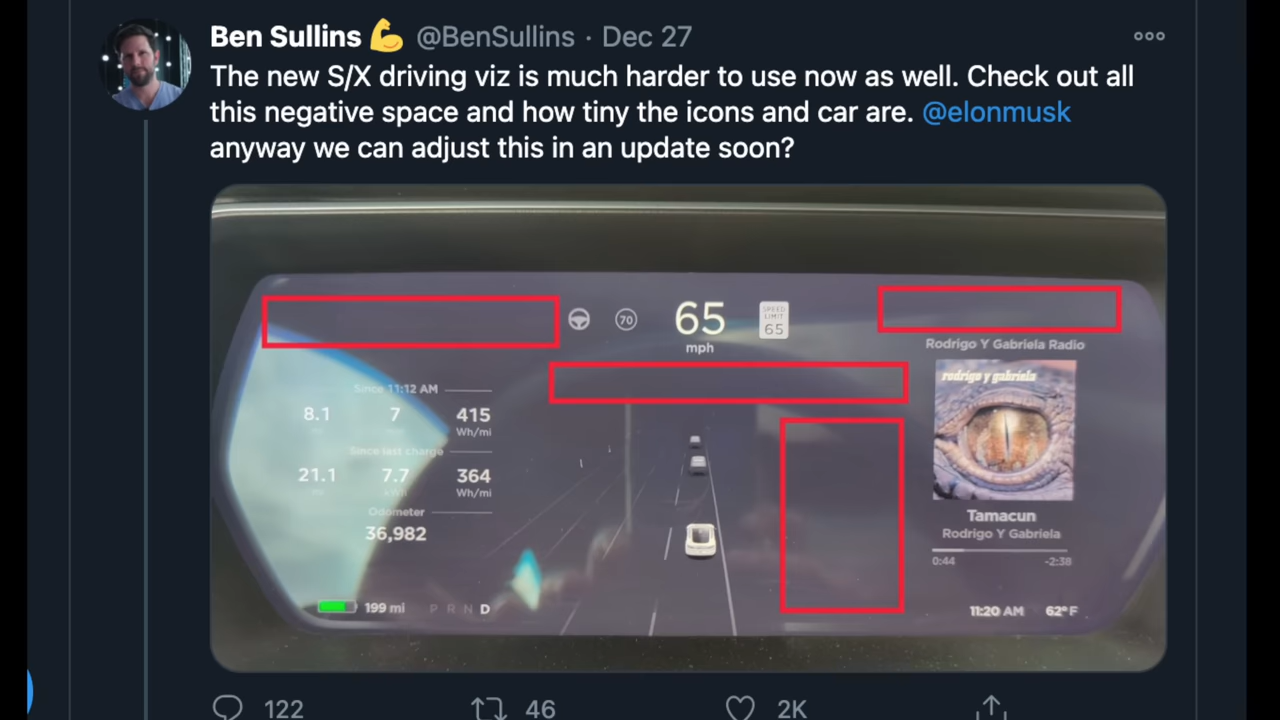 Ben Sullins 💪 @BenSullins · Dec 27
The new S/X driving viz is much harder to use now as well. Check out all
this negative space and how tiny the icons and car are. @elonmusk
anyway we can adjust this in an update soon?
70
65
mph
SPEED
LIMIT
65
Rodrigo Y Gabriela Radio
rodrigo y gabriela
Since 11:12 AM
8.1 7 415
Wh/mi
Since last charge
21.1 7.7 364
mi kWh Wh/mi
Odometer
36,982
199 mi P R N D
Tamacun
Rodrigo Y Gabriela
0:44 -2:38
11:20 AM 62°F
122 46 2K